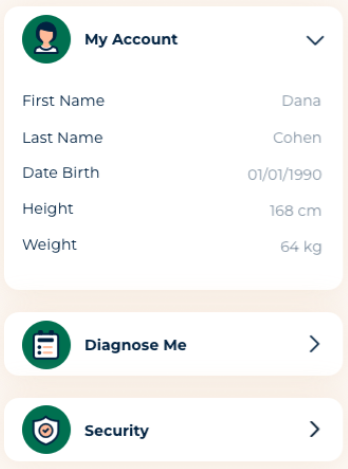 My Account
First Name Dana
Last Name Cohen
Date Birth 01/01/1990
Height 168 cm
Weight 64 kg
Diagnose Me
Security